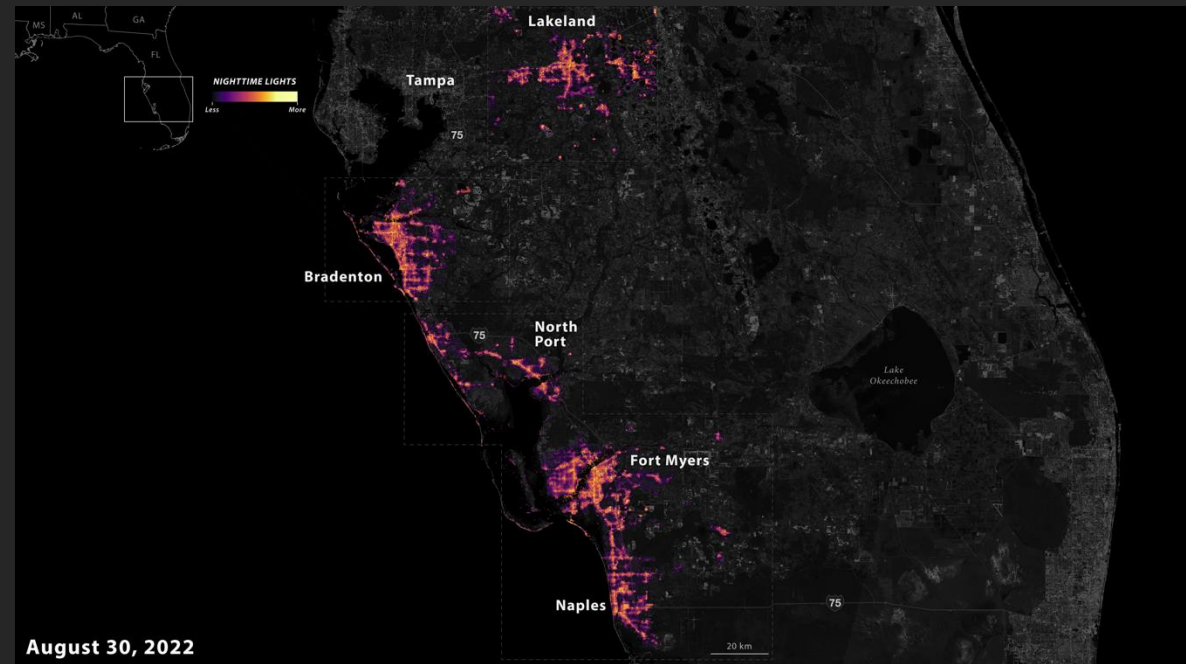 MS
AL
GA
FL
NIGHTTIME LIGHTS
Less
More
Lakeland
Tampa
75
Bradenton
75
North
Port
Lake
Okeechobee
Fort Myers
Naples
75
20 km
August 30, 2022